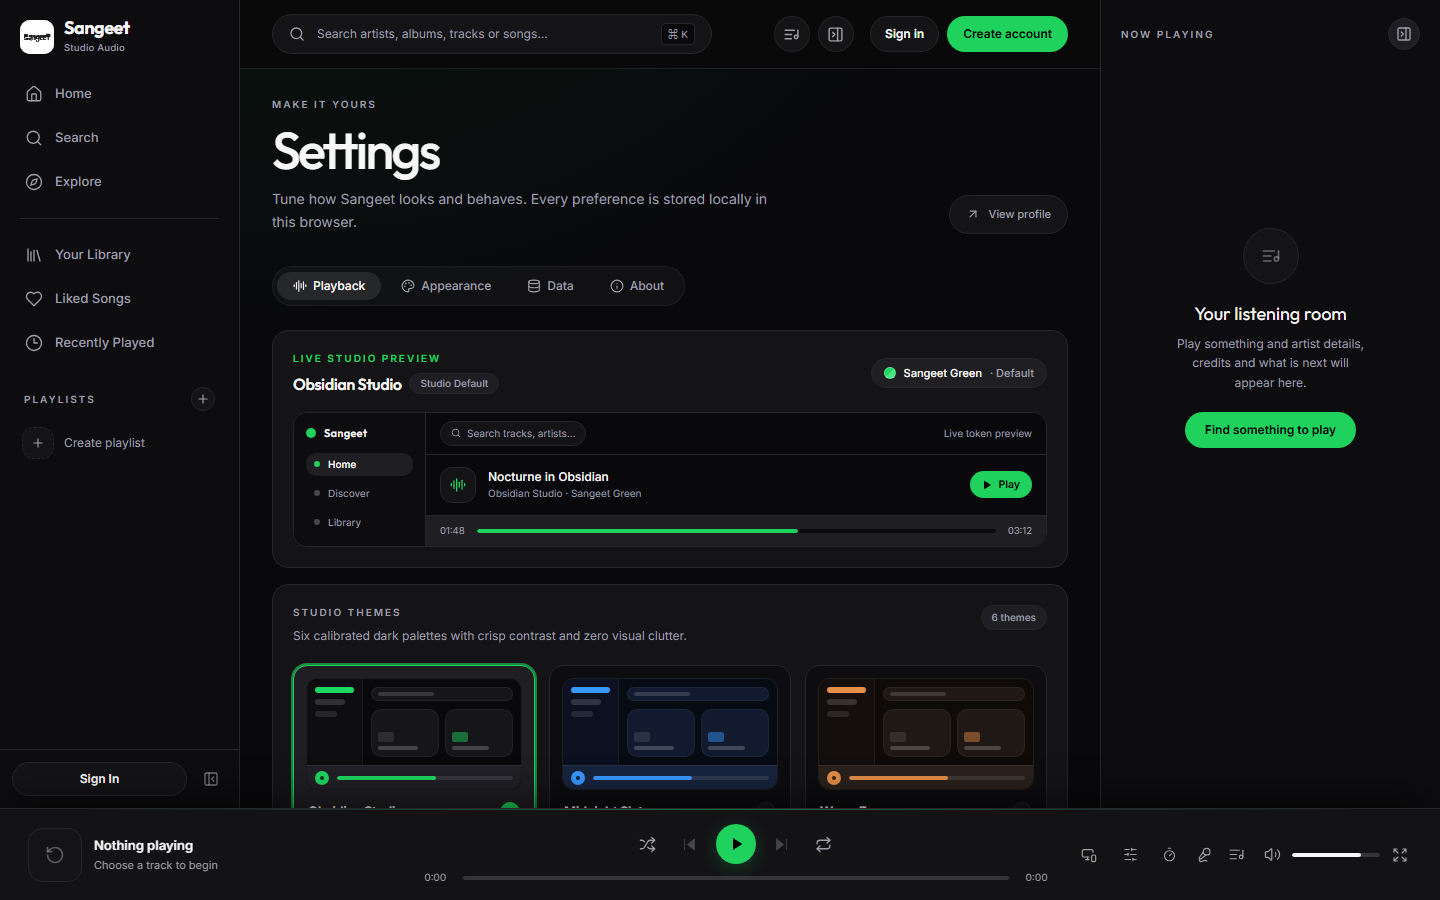 Sangeet
Sangeet
Studio Audio
Home
Search
Explore
Your Library
Liked Songs
Recently Played
PLAYLISTS
Create playlist
Sign In
Search artists, albums, tracks or songs...
⌘ K
Sign in
Create account
MAKE IT YOURS
Settings
Tune how Sangeet looks and behaves. Every preference is stored locally in
this browser.
View profile
Playback
Appearance
Data
About
LIVE STUDIO PREVIEW
Obsidian Studio
Studio Default
Sangeet Green · Default
Sangeet
Home
Discover
Library
Search tracks, artists...
Live token preview
Nocturne in Obsidian
Obsidian Studio · Sangeet Green
Play
01:48
03:12
STUDIO THEMES
Six calibrated dark palettes with crisp contrast and zero visual clutter.
6 themes
NOW PLAYING
Your listening room
Play something and artist details,
credits and what is next will
appear here.
Find something to play
Nothing playing
Choose a track to begin
0:00
0:00